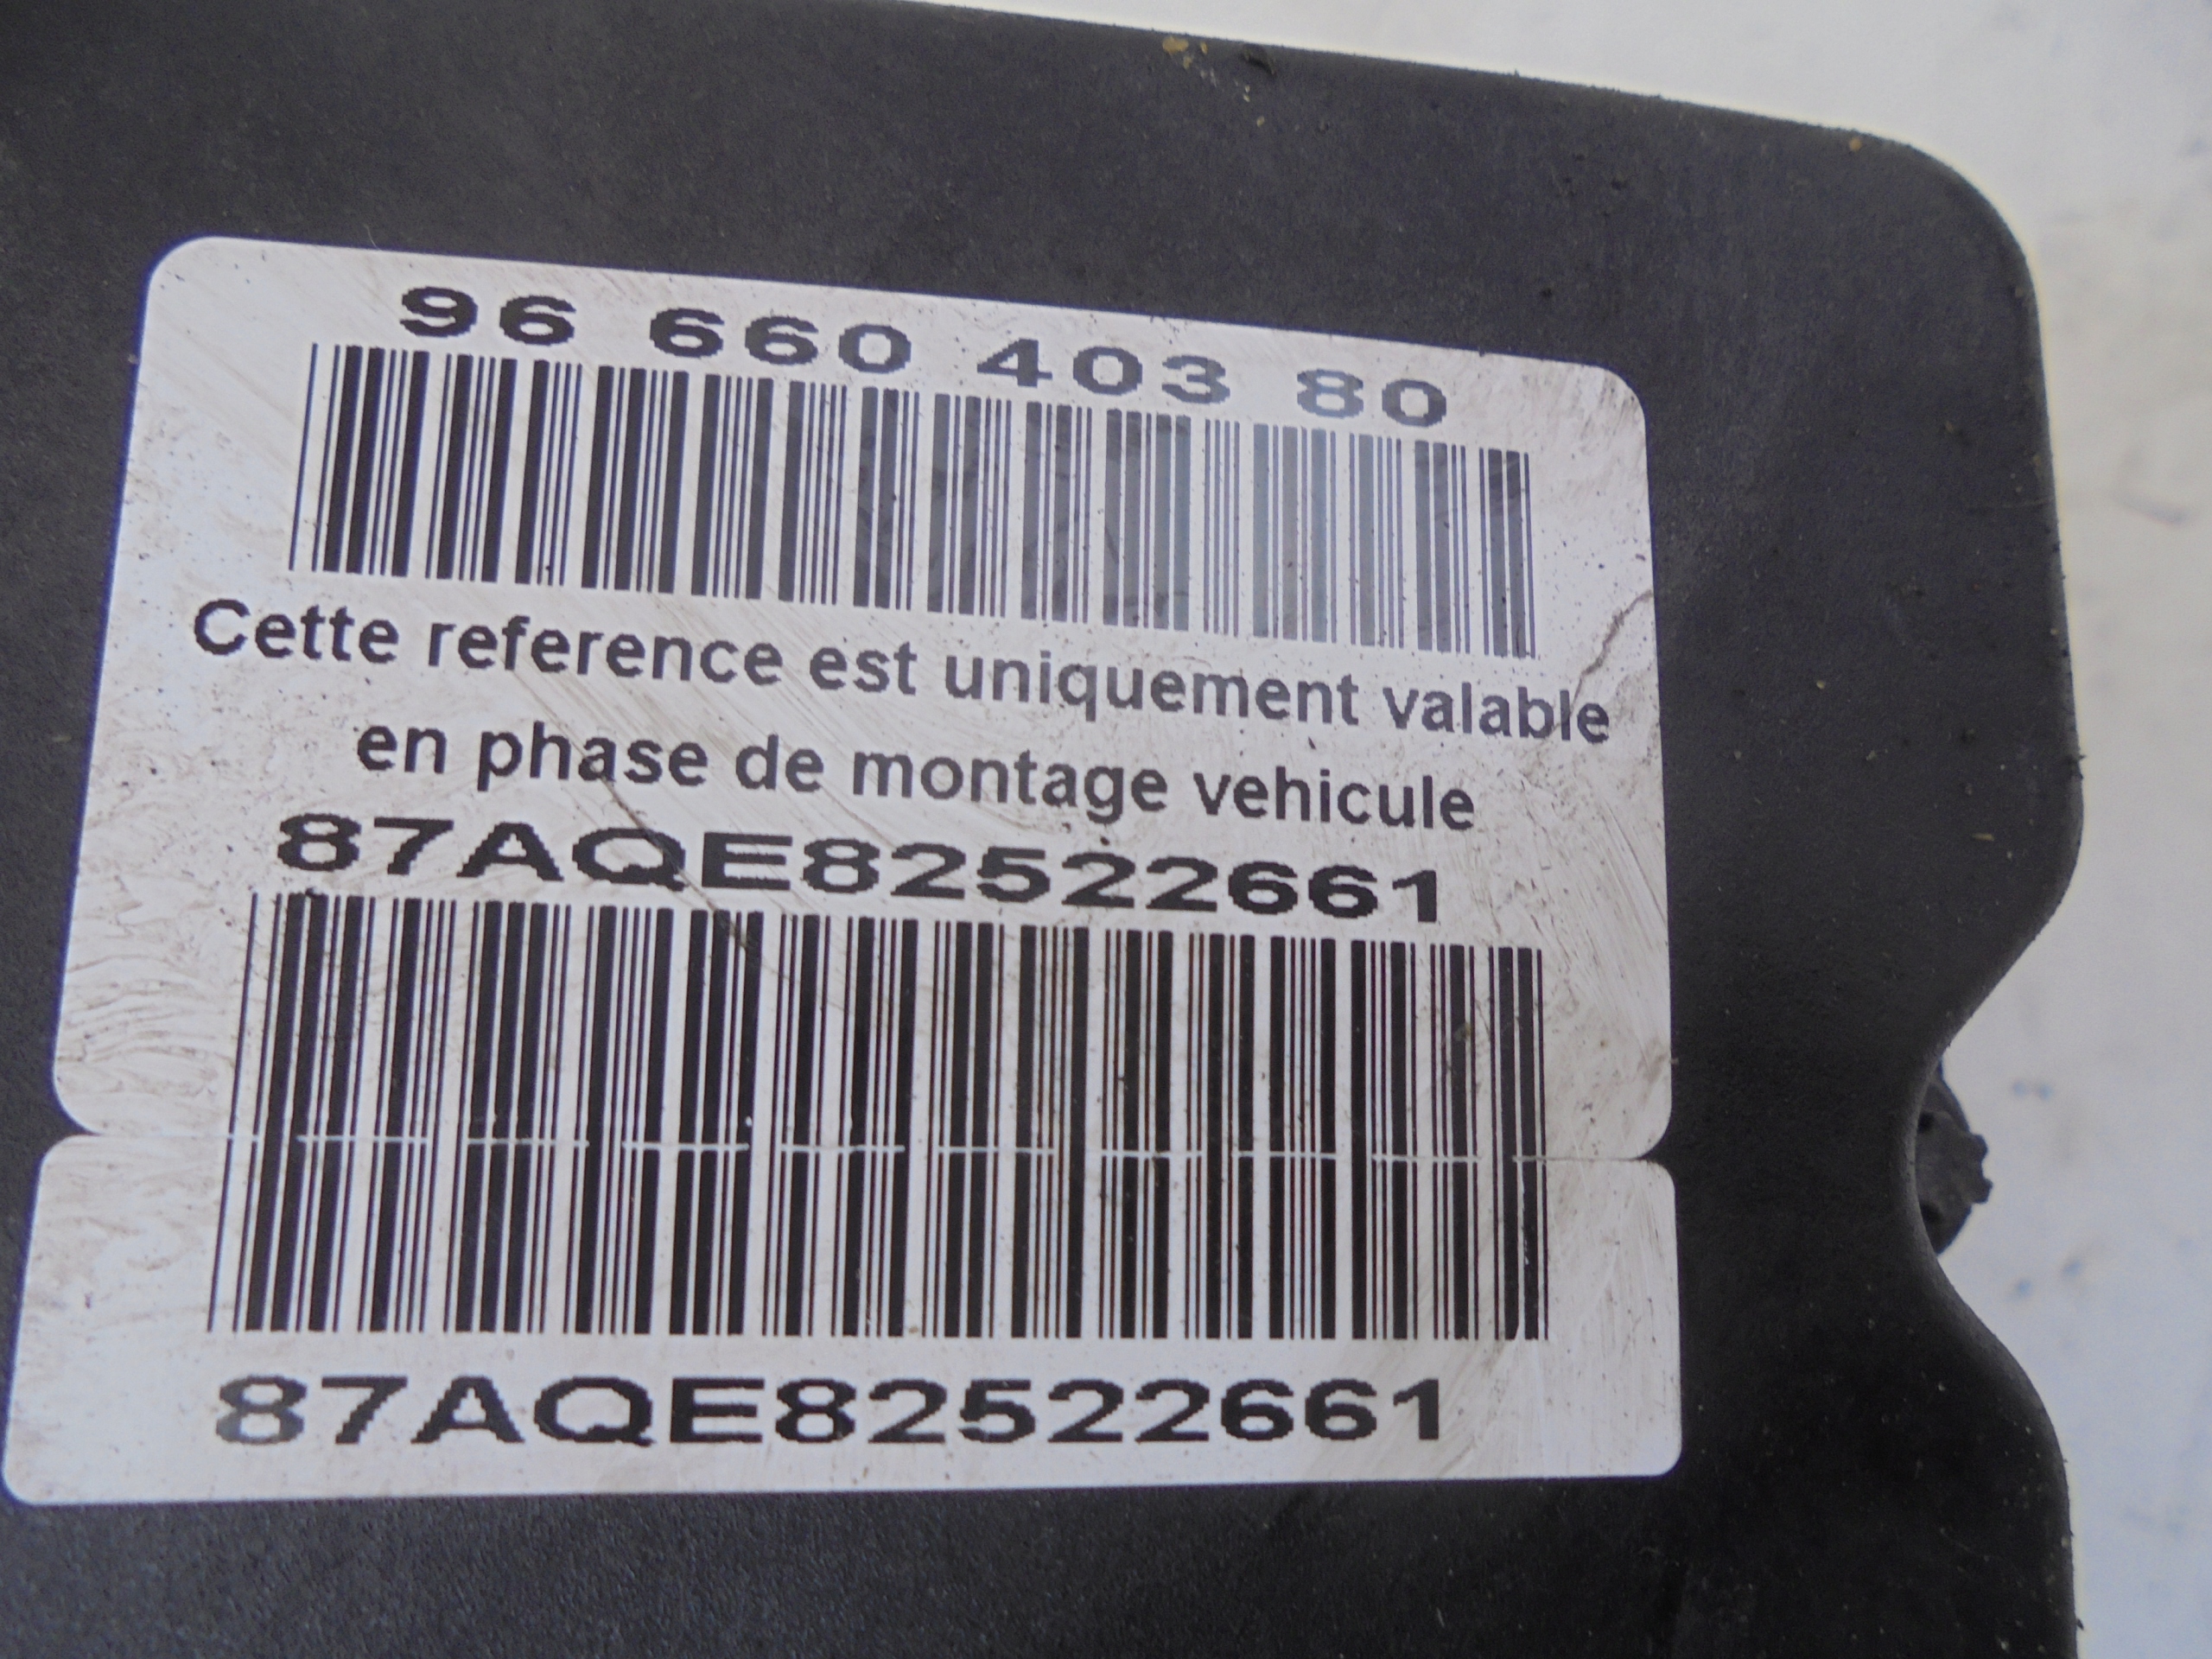 96 660 403 80
Cette reference est uniquement valable
en phase de montage vehicule
87AQE82522661
87AQE82522661